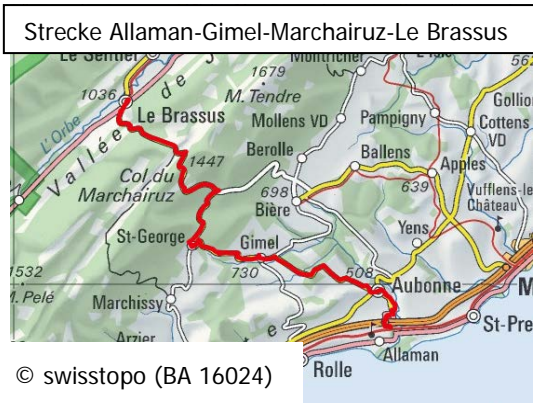 Strecke Allaman-Gimel-Marchairuz-Le Brassus
Le Sentier
Montricher
1679
1036
M. Tendre
Le Brassus
Mollens VD
Pampigny
Gollion
Cottens
VD
L'Orbe
Vallée de J
Berolle
Ballens
Apples
1447
Col du
Marchairuz
698
639
Vufflens-le-
Château
Bière
St-George
Gimel
Yens
1532
730
508
M. Pelé
Aubonne
M
Marchissy
St-Pre
Arzier
Allaman
Rolle
© swisstopo (BA 16024)